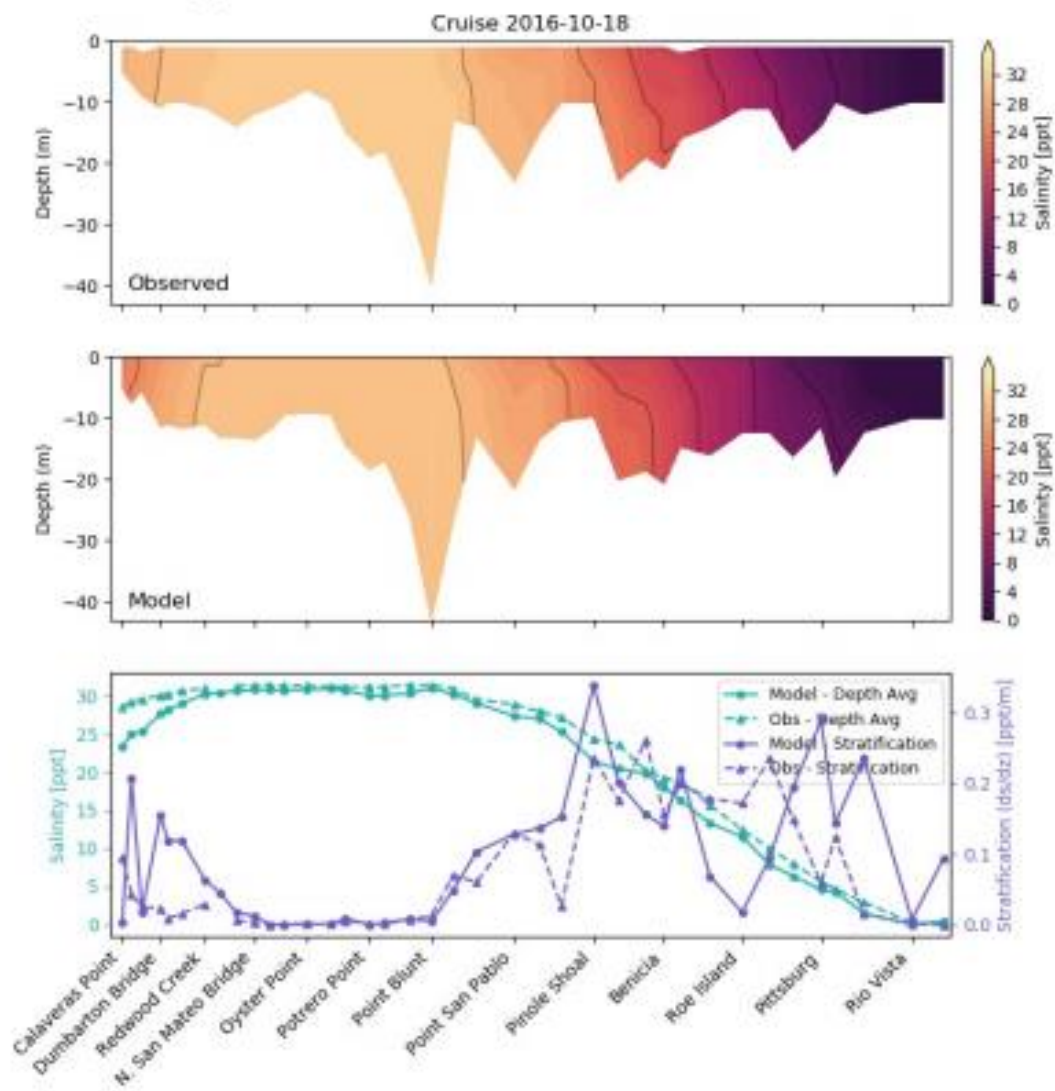 Cruise 2016-10-18
0
−10
−20
−30
−40
Depth (m)
Observed
32
28
24
20
16
12
8
4
0
Salinity [ppt]
0
−10
−20
−30
−40
Depth (m)
Model
32
28
24
20
16
12
8
4
0
Salinity [ppt]
30
25
20
15
10
5
0
Salinity [ppt]
Model - Depth Avg
Obs - Depth Avg
Model - Stratification
Obs - Stratification
0.3
0.2
0.1
0.0
Stratification (ds/dz) [ppt/m]
Calaveras Point
Dumbarton Bridge
Redwood Creek
N. San Mateo Bridge
Oyster Point
Potrero Point
Point Blunt
Point San Pablo
Pinole Shoal
Benicia
Roe Island
Pittsburg
Rio Vista